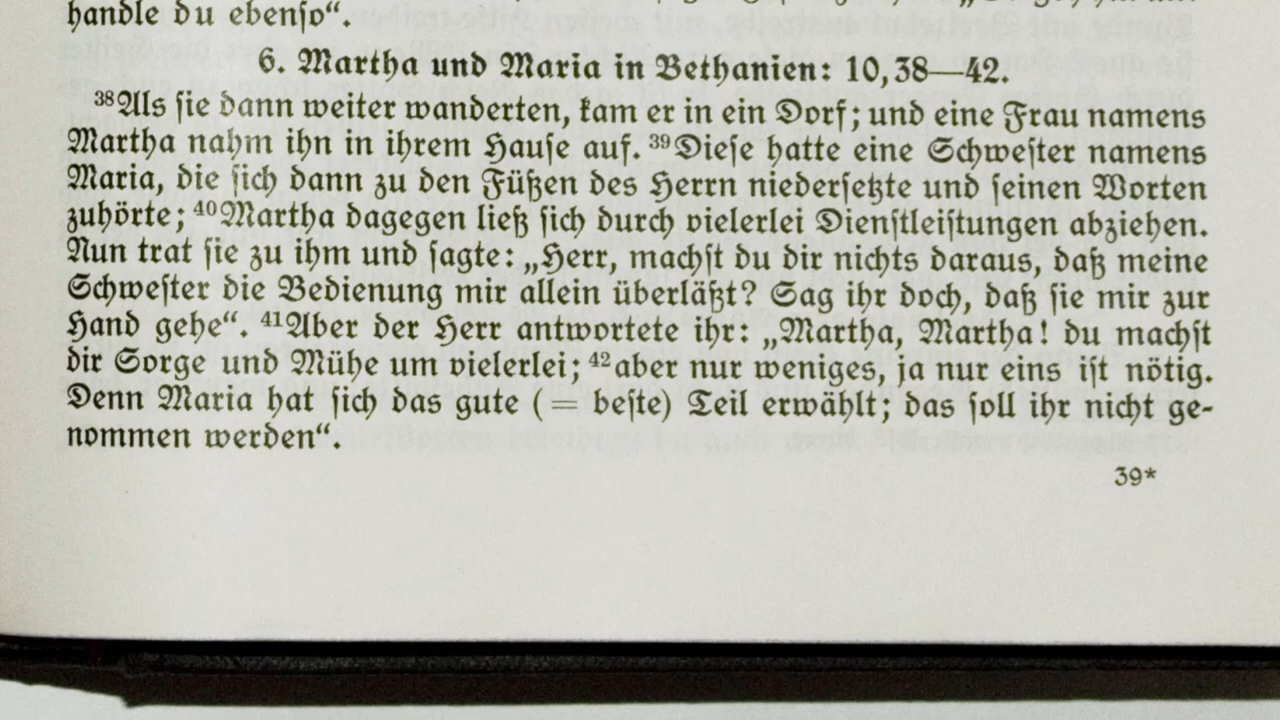 handle du ebenso“.
6. Martha und Maria in Bethanien: 10,38—42.
³⁸Als sie dann weiter wanderten, kam er in ein Dorf; und eine Frau namens
Martha nahm ihn in ihrem Hause auf. ³⁹Diese hatte eine Schwester namens
Maria, die sich dann zu den Füßen des Herrn niedersetzte und seinen Worten
zuhörte; ⁴⁰Martha dagegen ließ sich durch vielerlei Dienstleistungen abziehen.
Nun trat sie zu ihm und sagte: „Herr, machst du dir nichts daraus, daß meine
Schwester die Bedienung mir allein überläßt? Sag ihr doch, daß sie mir zur
Hand gehe“. ⁴¹Aber der Herr antwortete ihr: „Martha, Martha! du machst
dir Sorge und Mühe um vielerlei; ⁴²aber nur weniges, ja nur eins ist nötig.
Denn Maria hat sich das gute (= beste) Teil erwählt; das soll ihr nicht ge-
nommen werden“.
39*